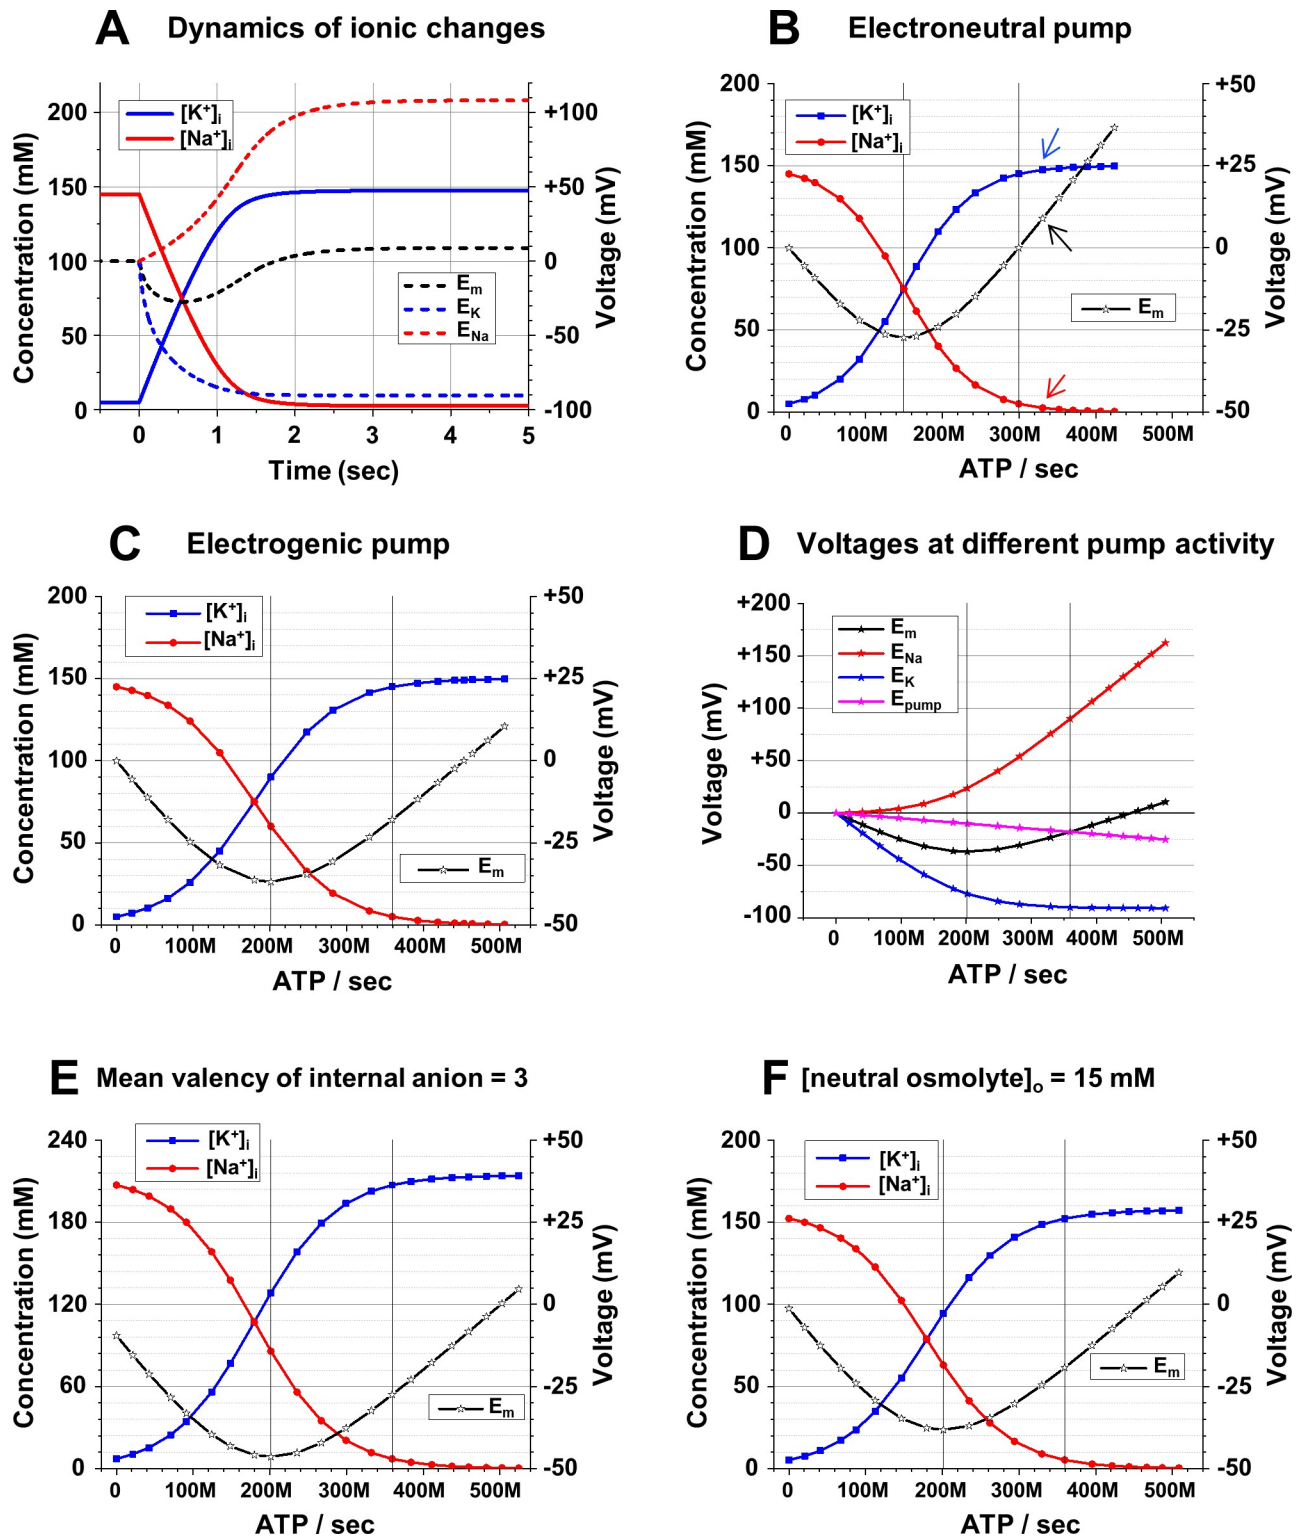 A Dynamics of ionic changes
Concentration (mM)
200
150
100
50
0
[K⁺]ᵢ
[Na⁺]ᵢ
Eₘ
E_K
E_Na
+100
+50
0
-50
-100
Voltage (mV)
0 1 2 3 4 5
Time (sec)
B Electroneutral pump
Concentration (mM)
200
150
100
50
0
[K⁺]ᵢ
[Na⁺]ᵢ
Eₘ
+50
+25
0
-25
-50
Voltage (mV)
0 100M 200M 300M 400M 500M
ATP / sec
C Electrogenic pump
Concentration (mM)
200
150
100
50
0
[K⁺]ᵢ
[Na⁺]ᵢ
Eₘ
+50
+25
0
-25
-50
Voltage (mV)
0 100M 200M 300M 400M 500M
ATP / sec
D Voltages at different pump activity
Voltage (mV)
+200
+150
+100
+50
0
-50
-100
Eₘ
E_Na
E_K
E_pump
0 100M 200M 300M 400M 500M
ATP / sec
E Mean valency of internal anion = 3
Concentration (mM)
240
180
120
60
0
[K⁺]ᵢ
[Na⁺]ᵢ
Eₘ
+50
+25
0
-25
-50
Voltage (mV)
0 100M 200M 300M 400M 500M
ATP / sec
F [neutral osmolyte]ₒ = 15 mM
Concentration (mM)
200
150
100
50
0
[K⁺]ᵢ
[Na⁺]ᵢ
Eₘ
+50
+25
0
-25
-50
Voltage (mV)
0 100M 200M 300M 400M 500M
ATP / sec